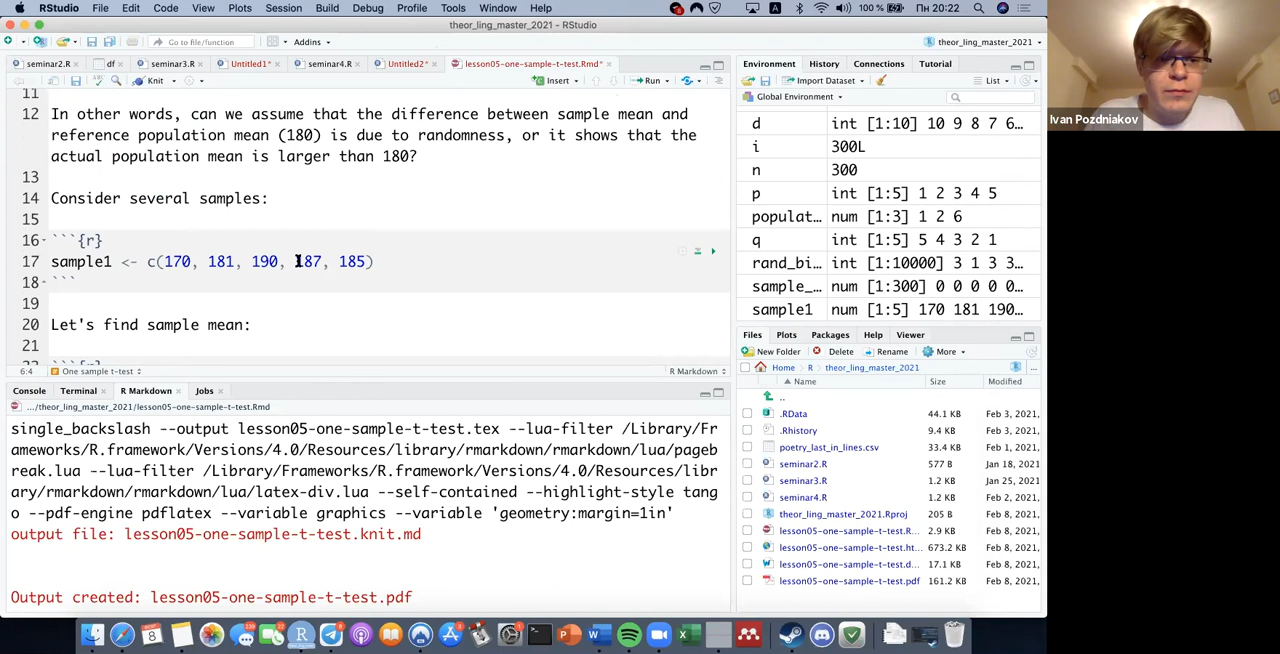 RStudio File Edit Code View Plots Session Build Debug Profile Tools Window Help 100 % Пн 20:22
theor_ling_master_2021 - RStudio
Go to file/function Addins theor_ling_master_2021
seminar2.R df seminar3.R Untitled1* seminar4.R Untitled2* lesson05-one-sample-t-test.Rmd*
Knit Insert Run
11
12 In other words, can we assume that the difference between sample mean and
reference population mean (180) is due to randomness, or it shows that the
actual population mean is larger than 180?
13
14 Consider several samples:
15
16 ```{r}
17 sample1 <- c(170, 181, 190, 187, 185)
18 ```
19
20 Let's find sample mean:
21
6:4 One sample t-test R Markdown
Console Terminal R Markdown Jobs
.../theor_ling_master_2021/lesson05-one-sample-t-test.Rmd
single_backslash --output lesson05-one-sample-t-test.tex --lua-filter /Library/Fr
ameworks/R.framework/Versions/4.0/Resources/library/rmarkdown/rmarkdown/lua/pageb
reak.lua --lua-filter /Library/Frameworks/R.framework/Versions/4.0/Resources/libr
ary/rmarkdown/rmarkdown/lua/latex-div.lua --self-contained --highlight-style tang
o --pdf-engine pdflatex --variable graphics --variable 'geometry:margin=1in'
output file: lesson05-one-sample-t-test.knit.md
Output created: lesson05-one-sample-t-test.pdf
Environment History Connections Tutorial
Import Dataset List
Global Environment
d int [1:10] 10 9 8 7 6…
i 300L
n 300
p int [1:5] 1 2 3 4 5
populat… num [1:3] 1 2 6
q int [1:5] 5 4 3 2 1
rand_bi… int [1:10000] 3 1 3 3…
sample_… num [1:300] 0 0 0 0 0…
sample1 num [1:5] 170 181 190…
Files Plots Packages Help Viewer
New Folder Delete Rename More
Home R theor_ling_master_2021 ...
Name Size Modified
..
.RData 44.1 KB Feb 3, 2021,
.Rhistory 9.4 KB Feb 3, 2021,
poetry_last_in_lines.csv 33.4 KB Feb 1, 2021,
seminar2.R 577 B Jan 18, 2021
seminar3.R 1.2 KB Jan 25, 2021
seminar4.R 1.2 KB Feb 2, 2021,
theor_ling_master_2021.Rproj 205 B Feb 8, 2021,
lesson05-one-sample-t-test.R... 2.9 KB Feb 8, 2021,
lesson05-one-sample-t-test.ht... 673.2 KB Feb 8, 2021,
lesson05-one-sample-t-test.d... 17.1 KB Feb 8, 2021,
lesson05-one-sample-t-test.pdf 161.2 KB Feb 8, 2021,
Ivan Pozdniakov